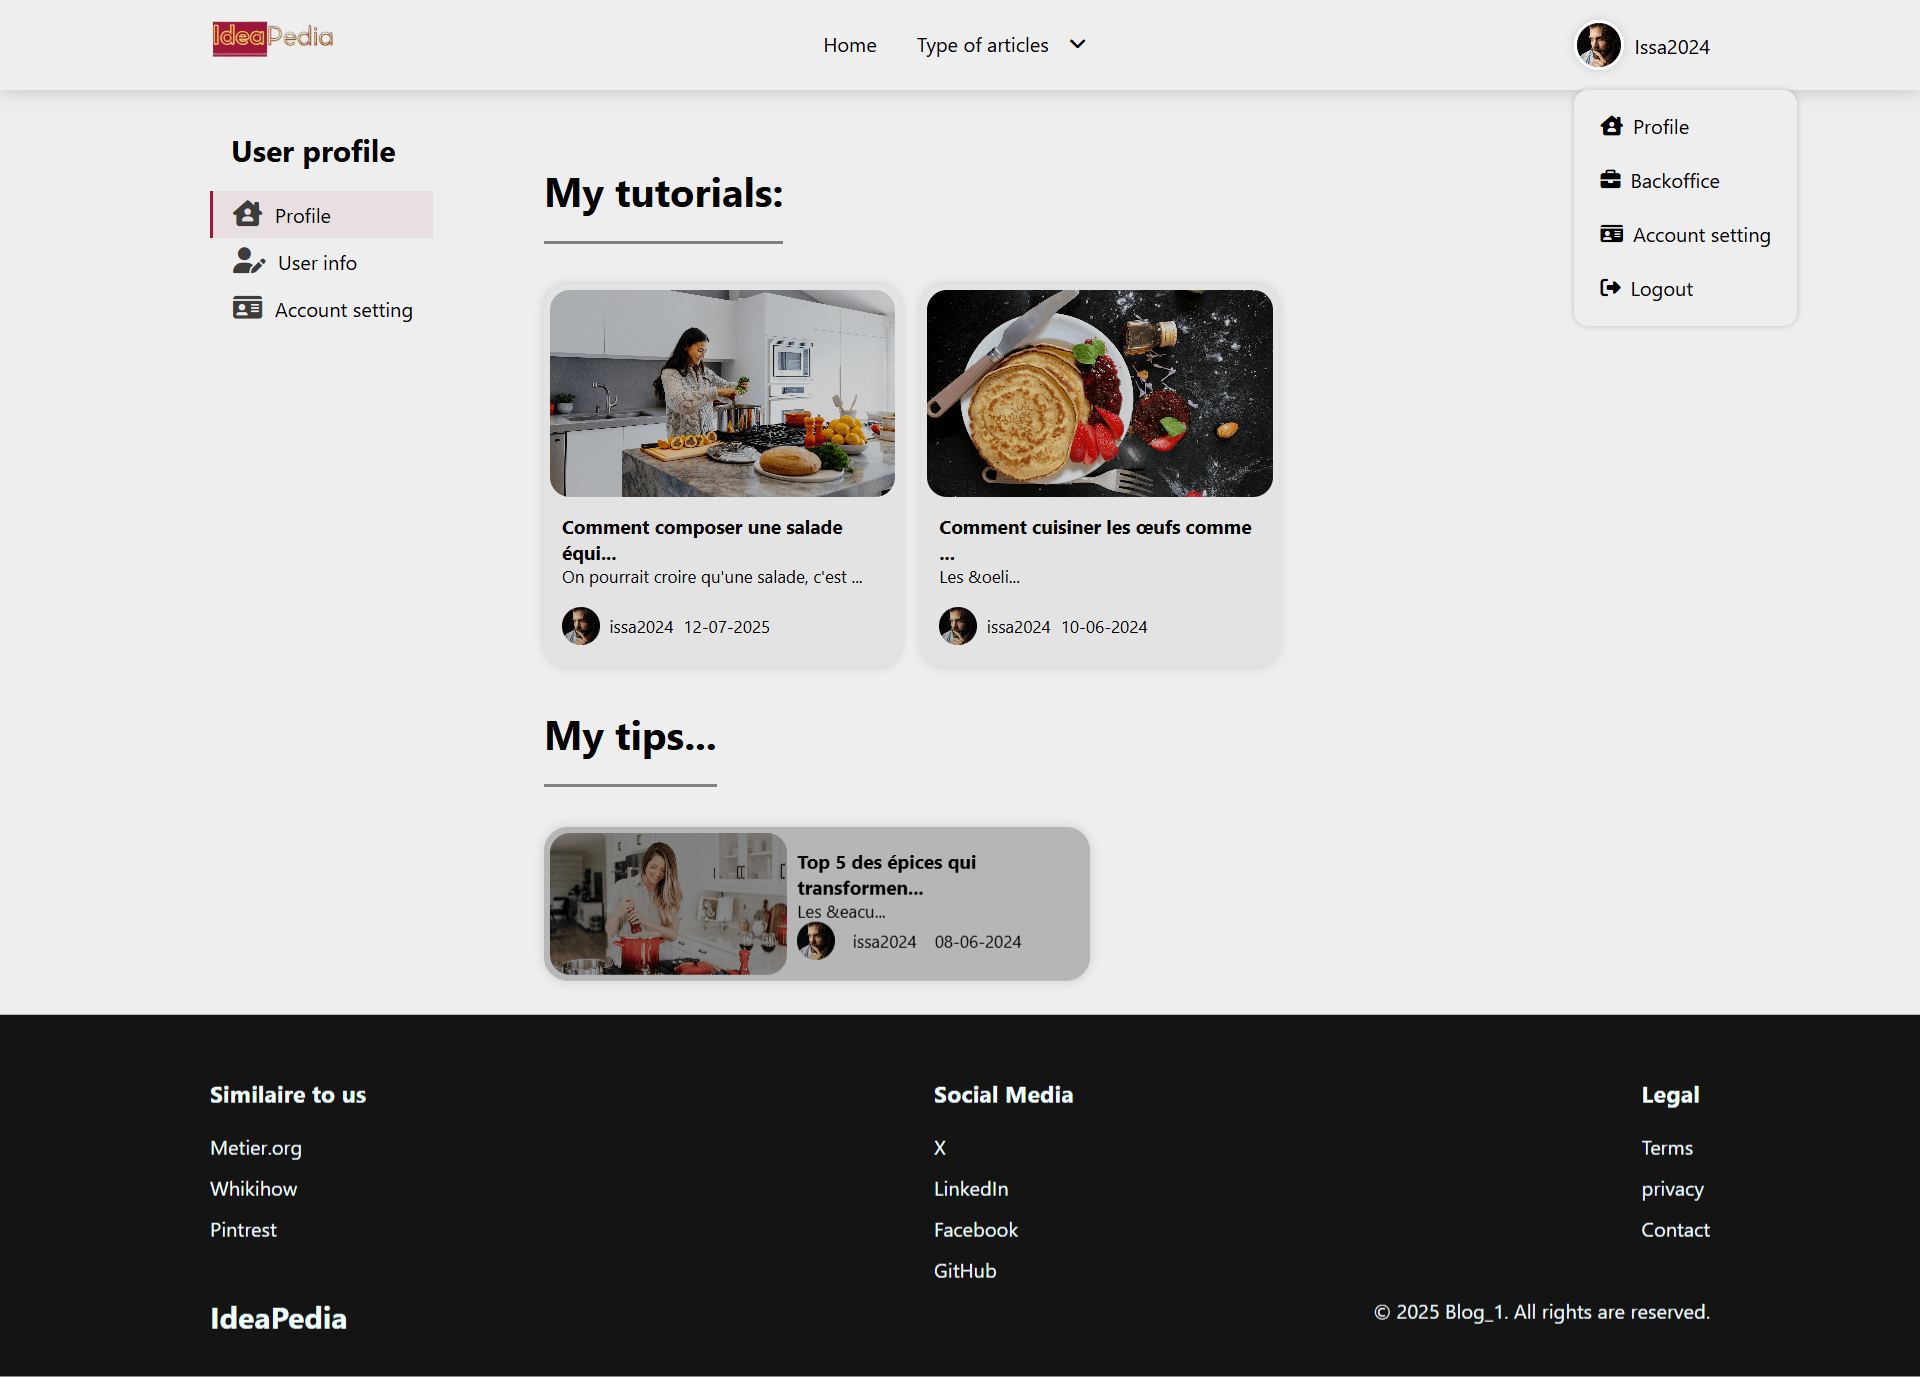 IdeaPedia
Home
Type of articles
Issa2024
Profile
Backoffice
Account setting
Logout
User profile
Profile
User info
Account setting
My tutorials:
Comment composer une salade
équi...
On pourrait croire qu'une salade, c'est ...
issa2024 12-07-2025
Comment cuisiner les œufs comme
...
Les &oeli...
issa2024 10-06-2024
My tips...
Top 5 des épices qui
transformen...
Les &eacu...
issa2024 08-06-2024
Similaire to us
Metier.org
Whikihow
Pintrest
Social Media
X
LinkedIn
Facebook
GitHub
Legal
Terms
privacy
Contact
IdeaPedia
© 2025 Blog_1. All rights are reserved.